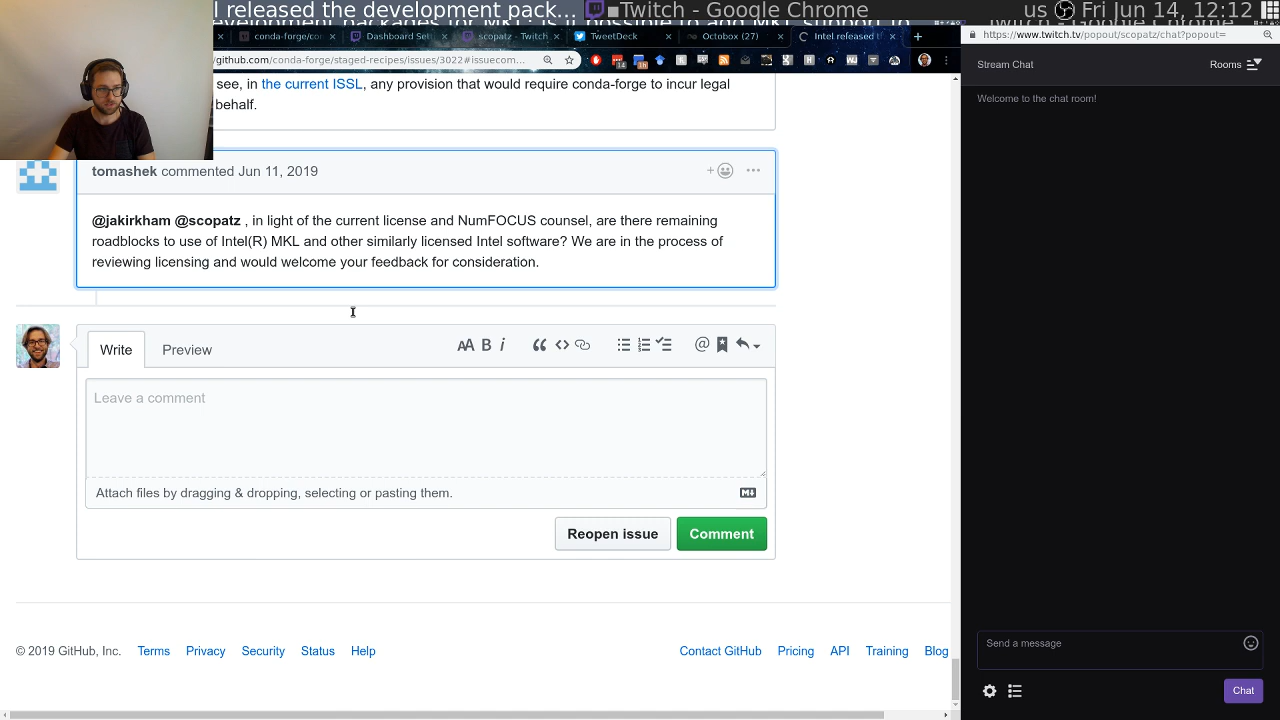 l released the development pack...
■Twitch - Google Chrome
us
Fri Jun 14, 12:12
conda-forge/co
Dashboard Set
scopatz - Twitch
TweetDeck
Octobox (27)
Intel released t
github.com/conda-forge/staged-recipes/issues/3022#issuecom...
https://www.twitch.tv/popout/scopatz/chat?popout=
see, in the current ISSL, any provision that would require conda-forge to incur legal
behalf.
tomashek commented Jun 11, 2019
@jakirkham @scopatz , in light of the current license and NumFOCUS counsel, are there remaining
roadblocks to use of Intel(R) MKL and other similarly licensed Intel software? We are in the process of
reviewing licensing and would welcome your feedback for consideration.
Write
Preview
AA B i
Leave a comment
Attach files by dragging & dropping, selecting or pasting them.
Reopen issue
Comment
© 2019 GitHub, Inc.
Terms
Privacy
Security
Status
Help
Contact GitHub
Pricing
API
Training
Blog
Stream Chat
Rooms
Welcome to the chat room!
Send a message
Chat